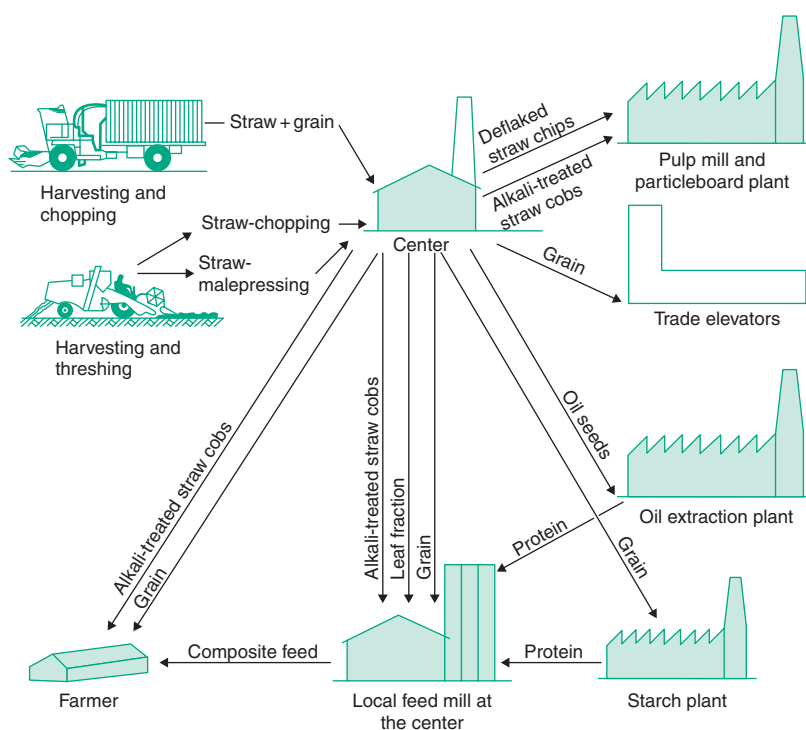 Straw + grain
Harvesting and
chopping
Straw-chopping
Straw-
malepressing
Harvesting and
threshing
Center
Deflaked
straw chips
Alkali-treated
straw cobs
Pulp mill and
particleboard plant
Grain
Trade elevators
Oil seeds
Oil extraction plant
Protein
Grain
Alkali-treated straw cobs
Grain
Alkali-treated straw cobs
Leaf fraction
Grain
Composite feed
Protein
Farmer
Local feed mill at
the center
Starch plant